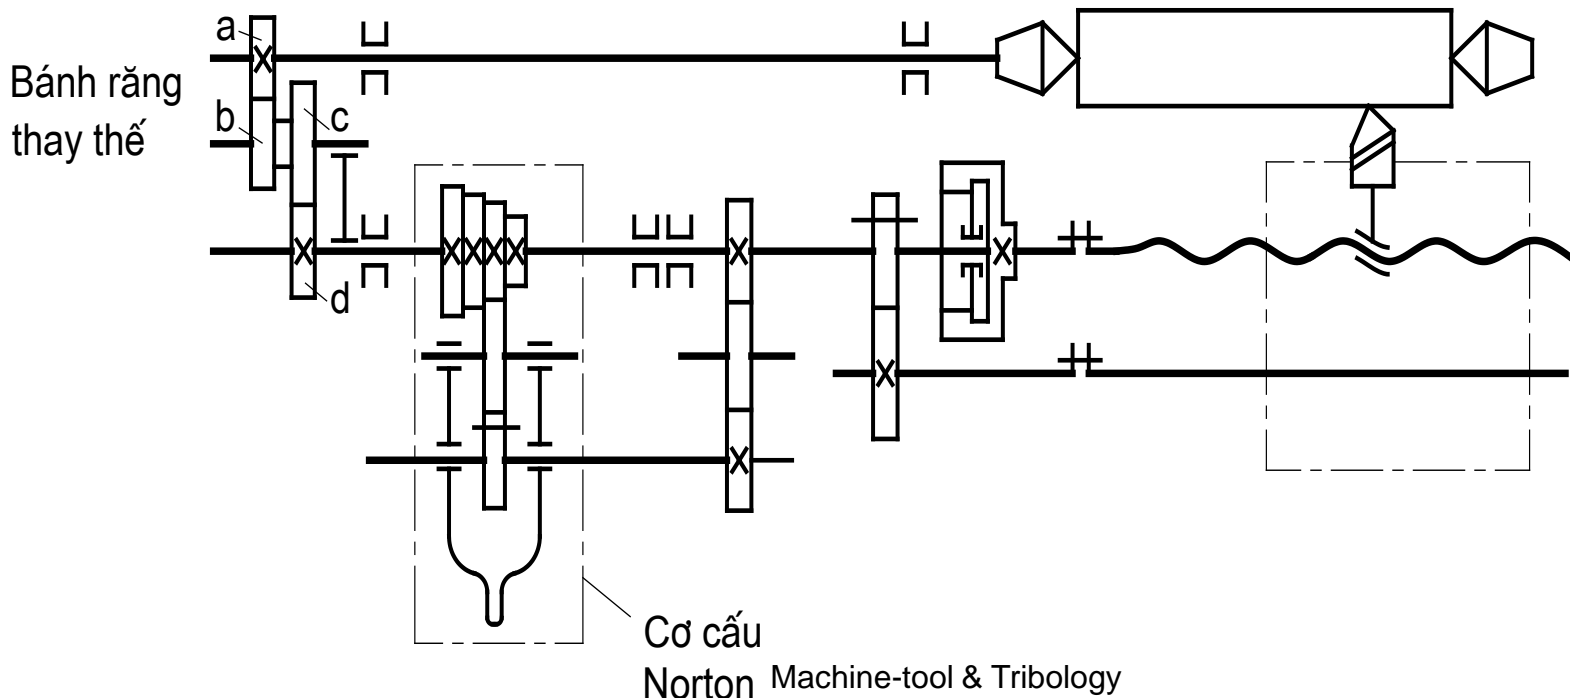 a
Bánh răng
thay thế
b
c
d
Cơ cấu
Norton
Machine-tool & Tribology